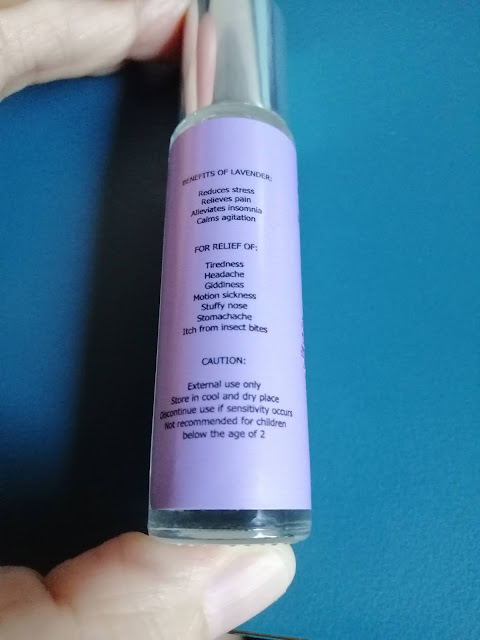 BENEFITS OF LAVENDER:
Reduces stress
Relieves pain
Alleviates insomnia
Calms agitation
FOR RELIEF OF:
Tiredness
Headache
Giddiness
Motion sickness
Stuffy nose
Stomachache
Itch from insect bites
CAUTION:
External use only
Store in cool and dry place
Discontinue use if sensitivity occurs
Not recommended for children
below the age of 2